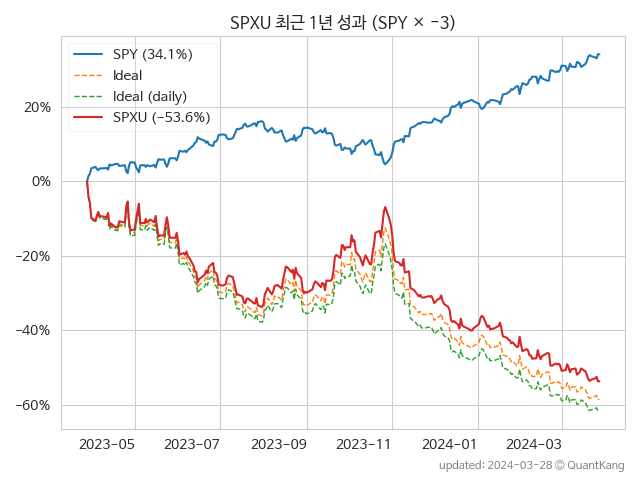 SPXU 최근 1년 성과 (SPY × −3)
SPY (34.1%)
Ideal
Ideal (daily)
SPXU (−53.6%)
20%
0%
−20%
−40%
−60%
2023-05 2023-07 2023-09 2023-11 2024-01 2024-03
updated: 2024-03-28 © QuantKang